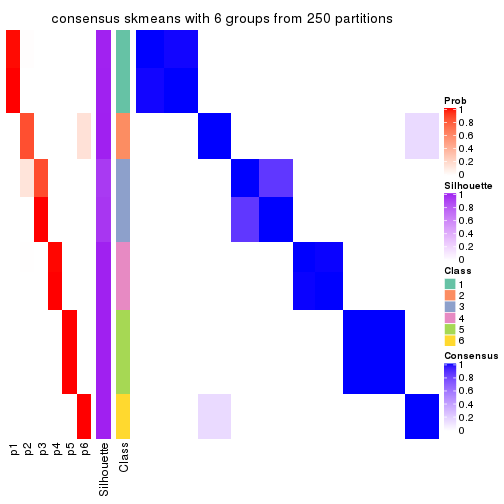 consensus skmeans with 6 groups from 250 partitions
Prob
1
0.8
0.6
0.4
0.2
0
Silhouette
1
0.8
0.6
0.4
0.2
0
Class
1
2
3
4
5
6
Consensus
1
0.8
0.6
0.4
0.2
0
p1
p2
p3
p4
p5
p6
Silhouette
Class